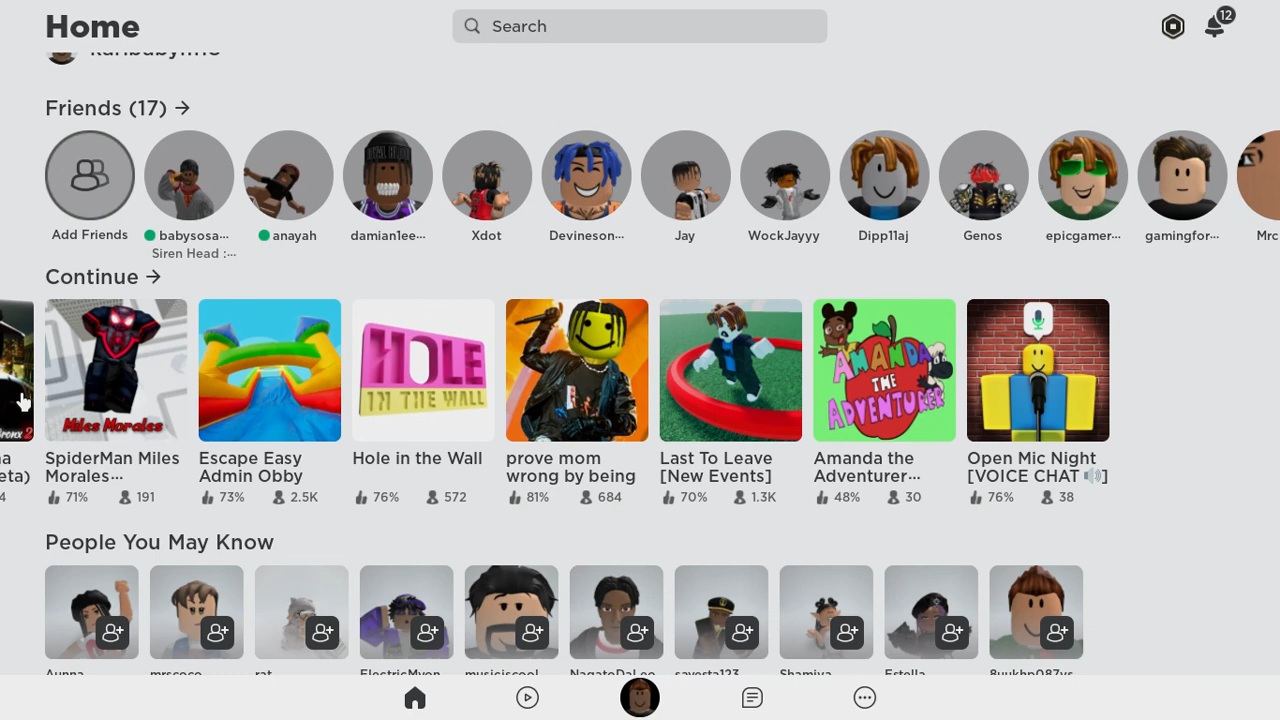 Home
Search
12
Friends (17)
Add Friends
babysosa...
Siren Head :...
anayah
damian1ee...
Xdot
Devineson...
Jay
WockJayyy
Dipp11aj
Genos
epicgamer...
gamingfor...
Mrc
Continue
Miles Morales
HOLE
IN THE WALL
AMANDA
THE
ADVENTURER
SpiderMan Miles
Morales...
71% 191
Escape Easy
Admin Obby
73% 2.5K
Hole in the Wall
76% 572
prove mom
wrong by being
81% 684
Last To Leave
[New Events]
70% 1.3K
Amanda the
Adventurer...
48% 30
Open Mic Night
[VOICE CHAT 🔊]
76% 38
People You May Know